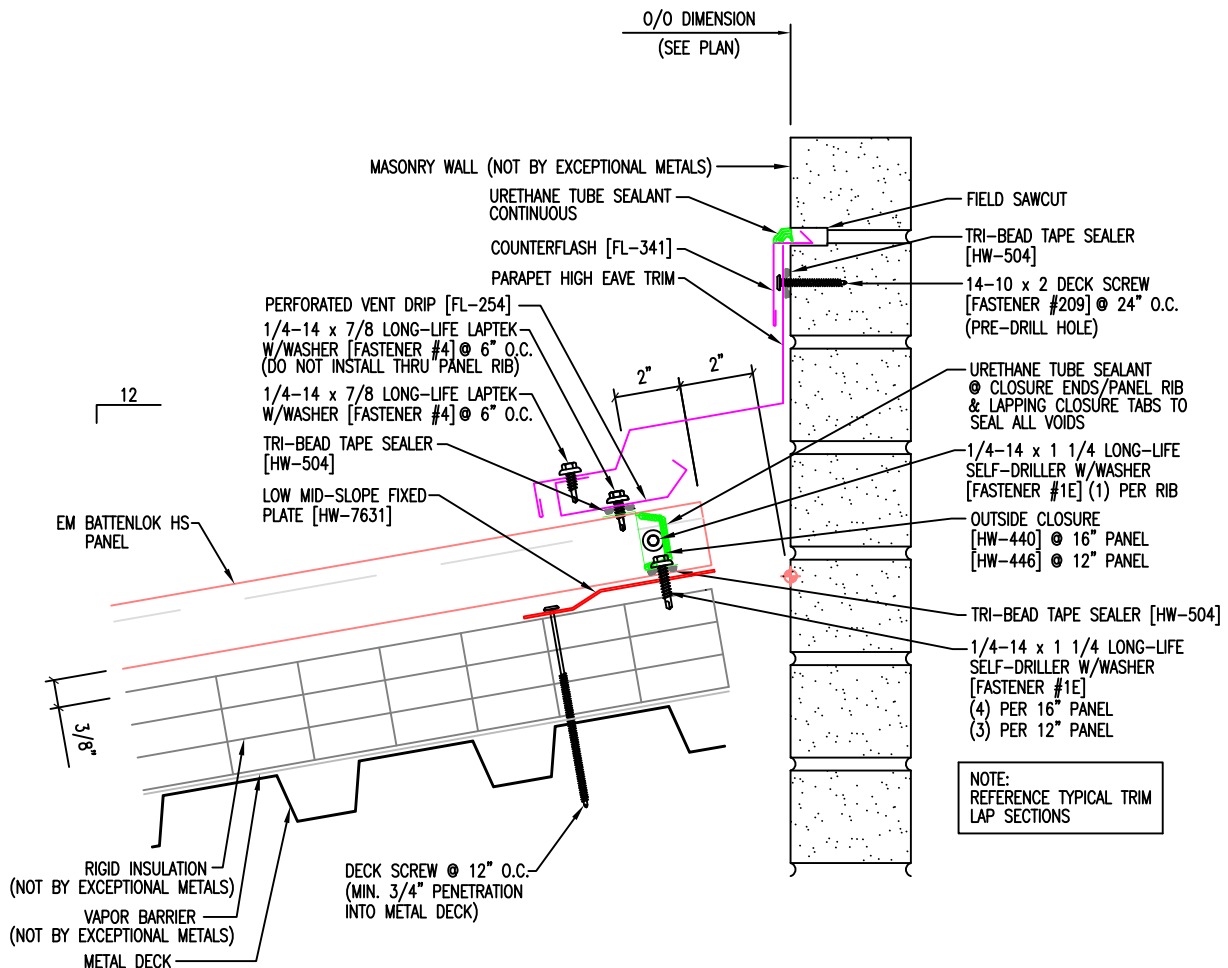 O/O DIMENSION
(SEE PLAN)
MASONRY WALL (NOT BY EXCEPTIONAL METALS)
URETHANE TUBE SEALANT
CONTINUOUS
COUNTERFLASH [FL-341]
PARAPET HIGH EAVE TRIM
PERFORATED VENT DRIP [FL-254]
1/4-14 x 7/8 LONG-LIFE LAPTEK
W/WASHER [FASTENER #4] @ 6" O.C.
(DO NOT INSTALL THRU PANEL RIB)
1/4-14 x 7/8 LONG-LIFE LAPTEK
W/WASHER [FASTENER #4] @ 6" O.C.
TRI-BEAD TAPE SEALER
[HW-504]
LOW MID-SLOPE FIXED
PLATE [HW-7631]
12
EM BATTENLOK HS
PANEL
2"
2"
FIELD SAWCUT
TRI-BEAD TAPE SEALER
[HW-504]
14-10 x 2 DECK SCREW
[FASTENER #209] @ 24" O.C.
(PRE-DRILL HOLE)
URETHANE TUBE SEALANT
@ CLOSURE ENDS/PANEL RIB
& LAPPING CLOSURE TABS TO
SEAL ALL VOIDS
1/4-14 x 1 1/4 LONG-LIFE
SELF-DRILLER W/WASHER
[FASTENER #1E] (1) PER RIB
OUTSIDE CLOSURE
[HW-440] @ 16" PANEL
[HW-446] @ 12" PANEL
TRI-BEAD TAPE SEALER [HW-504]
1/4-14 x 1 1/4 LONG-LIFE
SELF-DRILLER W/WASHER
[FASTENER #1E]
(4) PER 16" PANEL
(3) PER 12" PANEL
NOTE:
REFERENCE TYPICAL TRIM
LAP SECTIONS
3/8"
RIGID INSULATION
(NOT BY EXCEPTIONAL METALS)
VAPOR BARRIER
(NOT BY EXCEPTIONAL METALS)
METAL DECK
DECK SCREW @ 12" O.C.
(MIN. 3/4" PENETRATION
INTO METAL DECK)